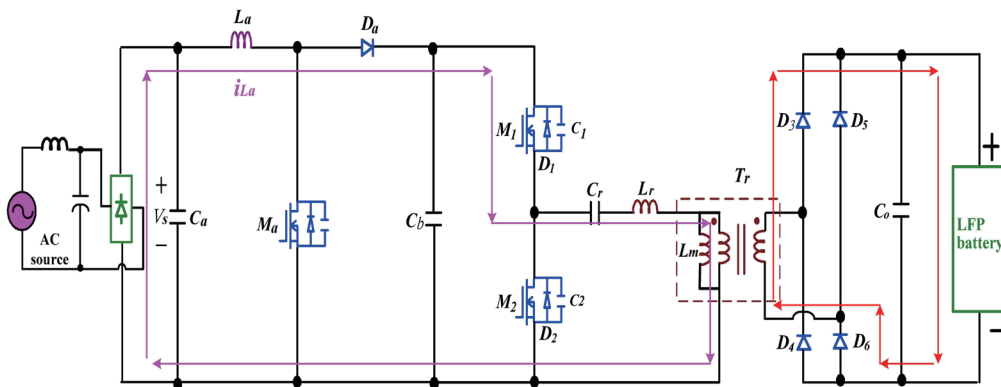 La
Da
iLa
M1
C1
D1
D3
D5
+
Tr
Cr
Lr
+
Vs
−
Ca
Ma
Cb
Lm
Co
LFP
battery
AC
source
M2
C2
D2
D4
D6
−